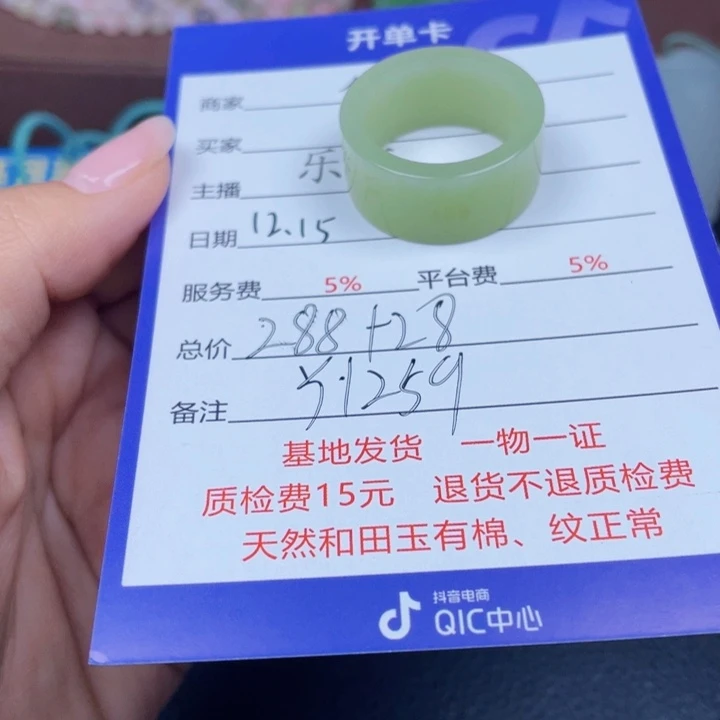 开单卡
商家
买家
主播 乐
日期 12.15
服务费 5% 平台费 5%
总价 288+28
备注 y1259
基地发货 一物一证
质检费15元 退货不退质检费
天然和田玉有棉、纹正常
抖音电商
QIC中心